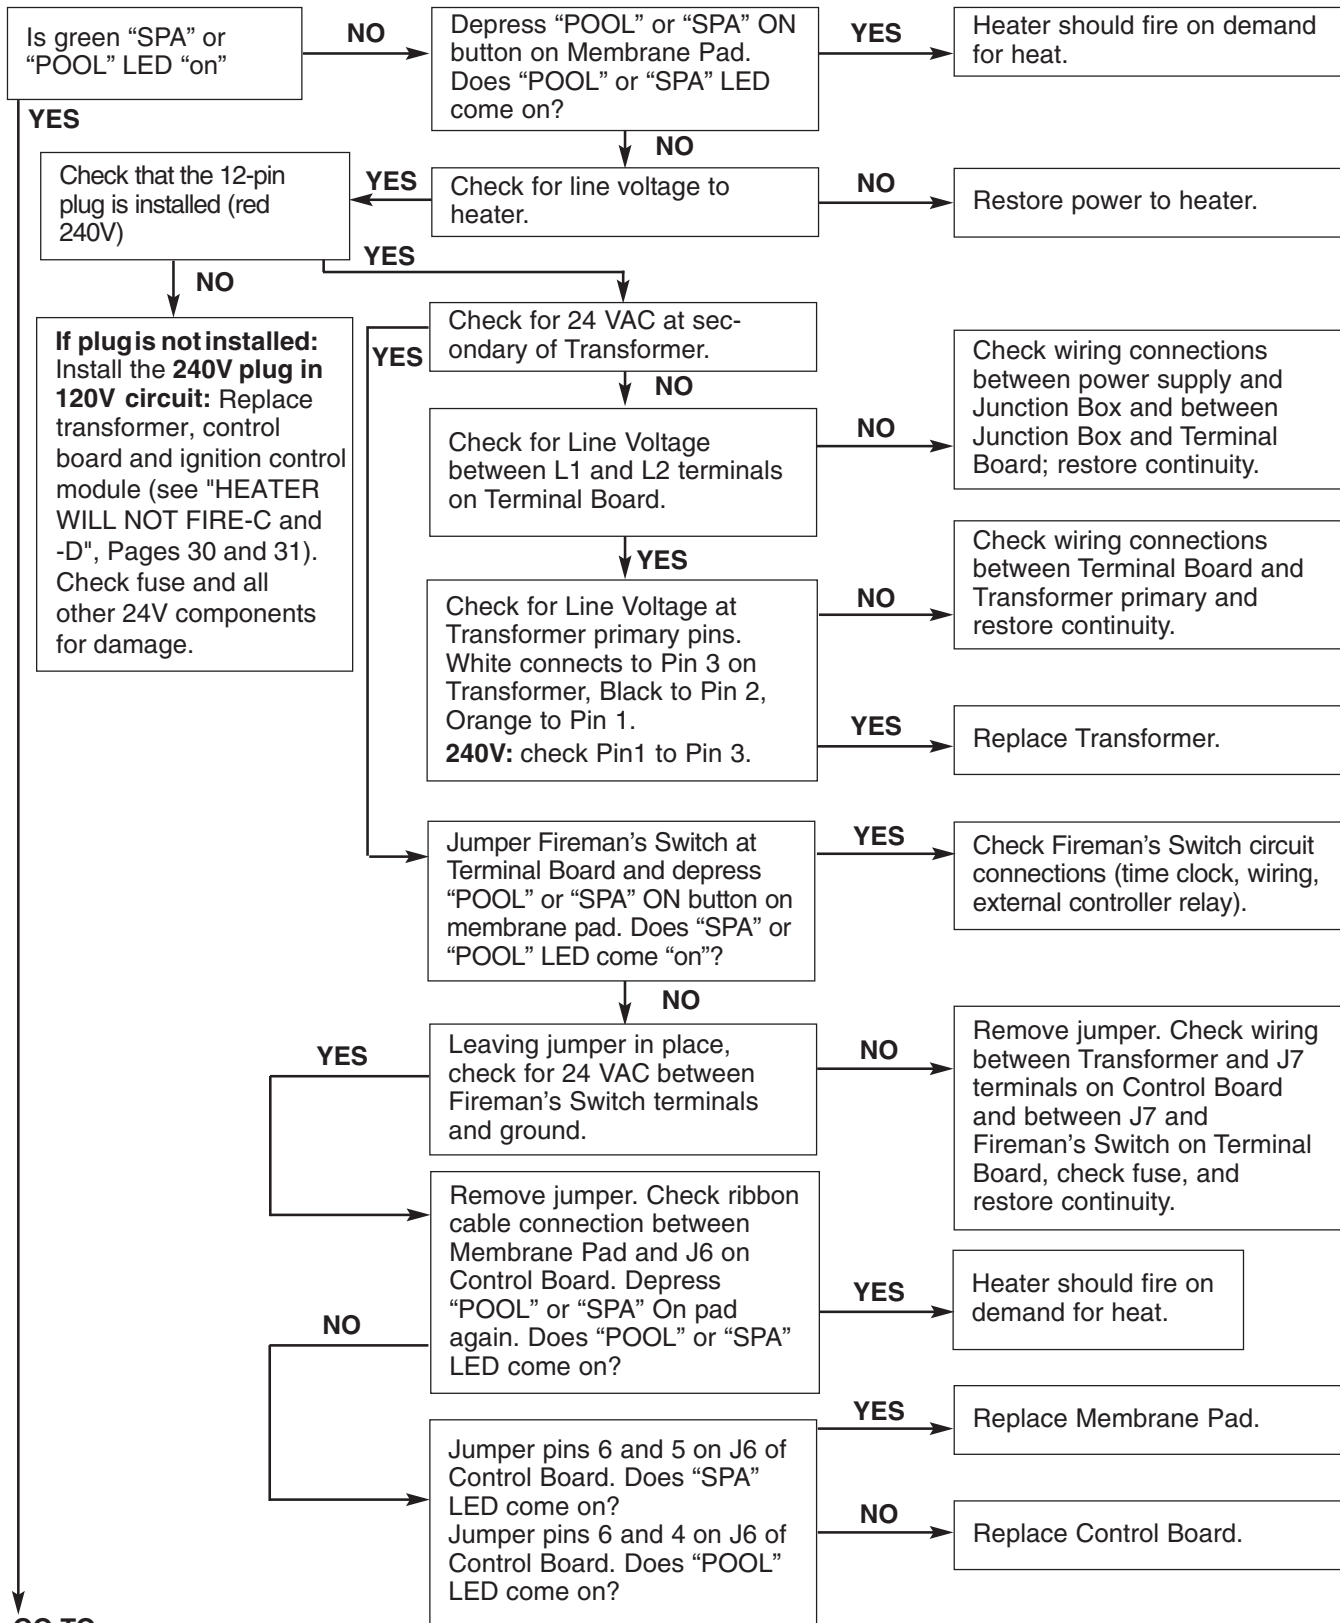 Is green “SPA” or
“POOL” LED “on”
NO
Depress “POOL” or “SPA” ON
button on Membrane Pad.
Does “POOL” or “SPA” LED
come on?
YES
Heater should fire on demand
for heat.
YES
NO
Check that the 12-pin
plug is installed (red
240V)
YES
Check for line voltage to
heater.
NO
Restore power to heater.
YES
NO
If plug is not installed:
Install the 240V plug in
120V circuit: Replace
transformer, control
board and ignition control
module (see "HEATER
WILL NOT FIRE-C and
-D", Pages 30 and 31).
Check fuse and all
other 24V components
for damage.
Check for 24 VAC at sec-
ondary of Transformer.
YES
NO
Check for Line Voltage
between L1 and L2 terminals
on Terminal Board.
NO
Check wiring connections
between power supply and
Junction Box and between
Junction Box and Terminal
Board; restore continuity.
YES
Check for Line Voltage at
Transformer primary pins.
White connects to Pin 3 on
Transformer, Black to Pin 2,
Orange to Pin 1.
240V: check Pin1 to Pin 3.
NO
Check wiring connections
between Terminal Board and
Transformer primary and
restore continuity.
YES
Replace Transformer.
Jumper Fireman’s Switch at
Terminal Board and depress
“POOL” or “SPA” ON button on
membrane pad. Does “SPA” or
“POOL” LED come “on”?
YES
Check Fireman’s Switch circuit
connections (time clock, wiring,
external controller relay).
NO
YES
Leaving jumper in place,
check for 24 VAC between
Fireman’s Switch terminals
and ground.
NO
Remove jumper. Check wiring
between Transformer and J7
terminals on Control Board
and between J7 and
Fireman’s Switch on Terminal
Board, check fuse, and
restore continuity.
Remove jumper. Check ribbon
cable connection between
Membrane Pad and J6 on
Control Board. Depress
“POOL” or “SPA” On pad
again. Does “POOL” or “SPA”
LED come on?
YES
Heater should fire on
demand for heat.
NO
Jumper pins 6 and 5 on J6 of
Control Board. Does “SPA”
LED come on?
Jumper pins 6 and 4 on J6 of
Control Board. Does “POOL”
LED come on?
YES
Replace Membrane Pad.
NO
Replace Control Board.
GO TO